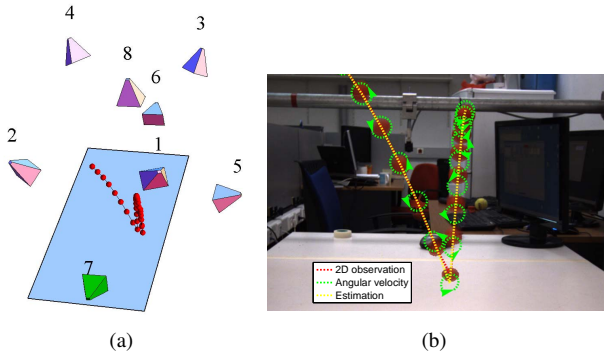 4
3
8
6
2
1
5
7
2D observation
Angular velocity
Estimation
(a)
(b)